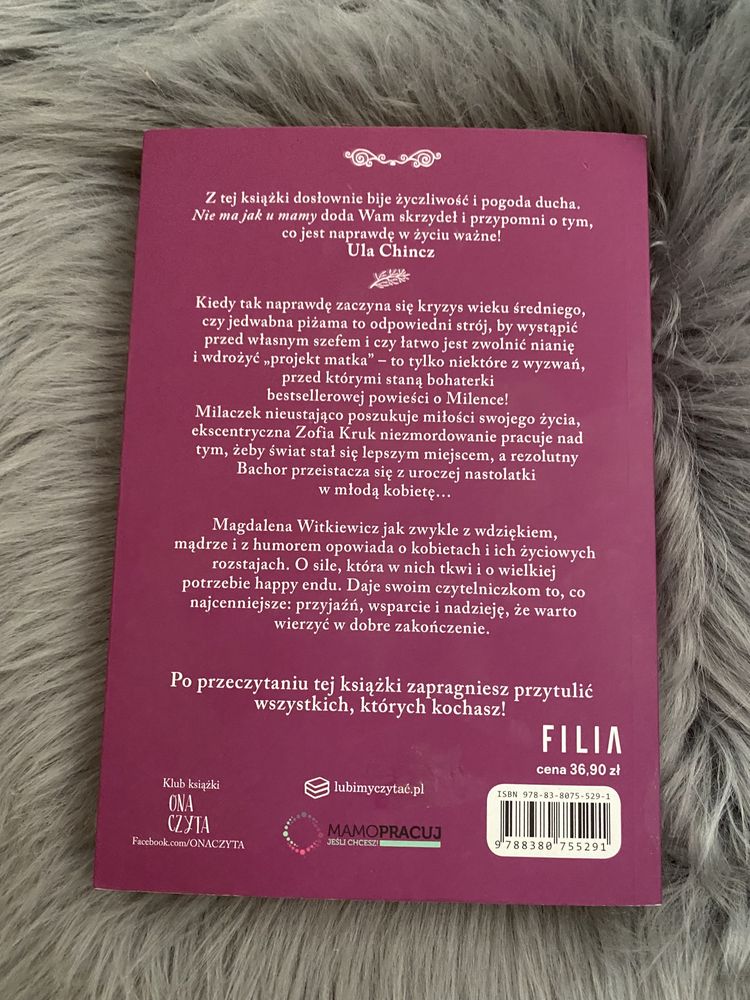 Z tej książki dosłownie bije życzliwość i pogoda ducha.
Nie ma jak u mamy doda Wam skrzydeł i przypomni o tym,
co jest naprawdę w życiu ważne!
Ula Chincz
Kiedy tak naprawdę zaczyna się kryzys wieku średniego,
czy jedwabna piżama to odpowiedni strój, by wystąpić
przed własnym szefem i czy łatwo jest zwolnić nianię
i wdrożyć „projekt matka” – to tylko niektóre z wyzwań,
przed którymi staną bohaterki
bestsellerowej powieści o Milence!
Milaczek nieustająco poszukuje miłości swojego życia,
ekscentryczna Zofia Kruk niezmordowanie pracuje nad
tym, żeby świat stał się lepszym miejscem, a rezolutny
Bachor przeistacza się z uroczej nastolatki
w młodą kobietę...
Magdalena Witkiewicz jak zwykle z wdziękiem,
mądrze i z humorem opowiada o kobietach i ich życiowych
rozstajach. O sile, która w nich tkwi i o wielkiej
potrzebie happy endu. Daje swoim czytelniczkom to, co
najcenniejsze: przyjaźń, wsparcie i nadzieję, że warto
wierzyć w dobre zakończenie.
Po przeczytaniu tej książki zapragniesz przytulić
wszystkich, których kochasz!
FILIA
cena 36,90 zł
Klub książki
ONA
CZYTA
Facebook.com/ONACZYTA
lubimyczytać.pl
MAMOPRACUJ
JEŚLI CHCESZ!
ISBN 978-83-8075-529-1
9 788380 755291